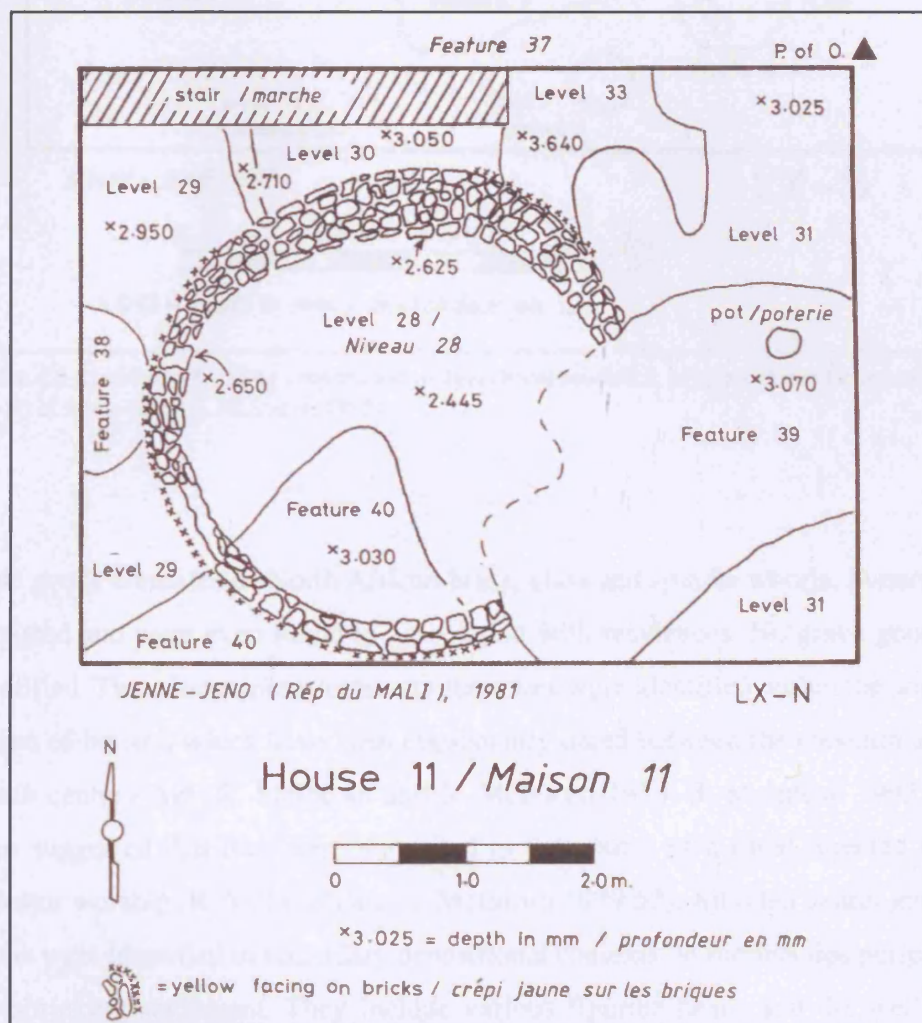 Feature 37
P. of O.
stair / marche
Level 33
×3.025
×3.050
×3.640
Level 30
×2.710
Level 29
×2.950
Level 31
×2.625
pot / poterie
Level 28 /
Niveau 28
Feature 38
×2.650
×3.070
×2.445
Feature 39
Feature 40
×3.030
Level 29
Level 31
Feature 40
JENNE-JENO (Rép du MALI), 1981
LX-N
N
House 11 / Maison 11
0 1.0 2.0m.
×3.025 = depth in mm / profondeur en mm
= yellow facing on bricks / crêpi jaune sur les briques